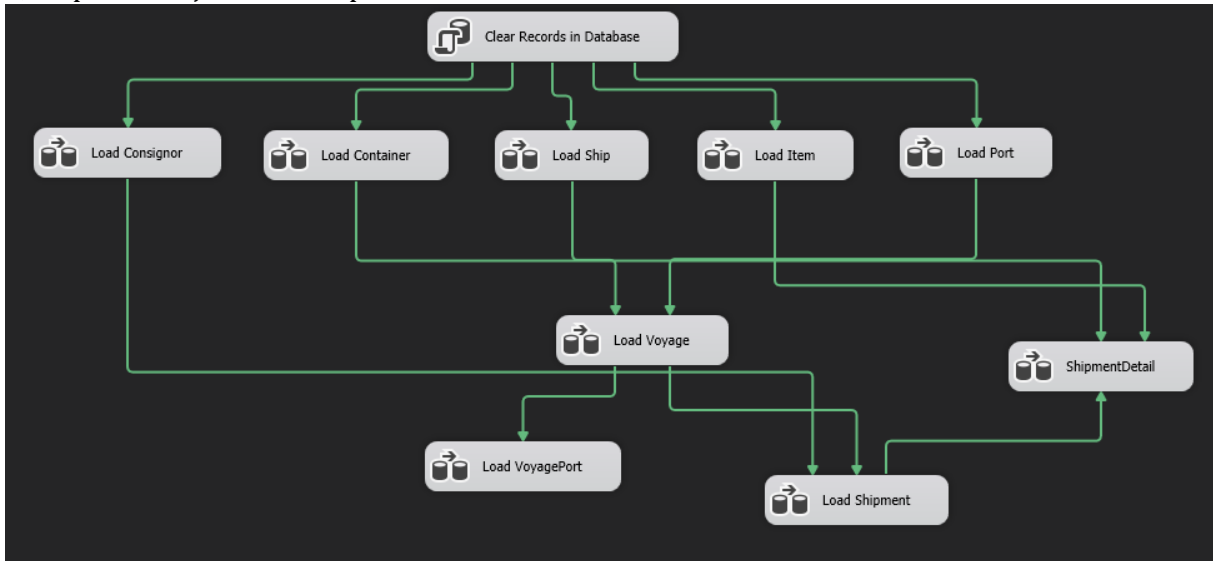 Clear Records in Database
Load Consignor
Load Container
Load Ship
Load Item
Load Port
Load Voyage
ShipmentDetail
Load VoyagePort
Load Shipment